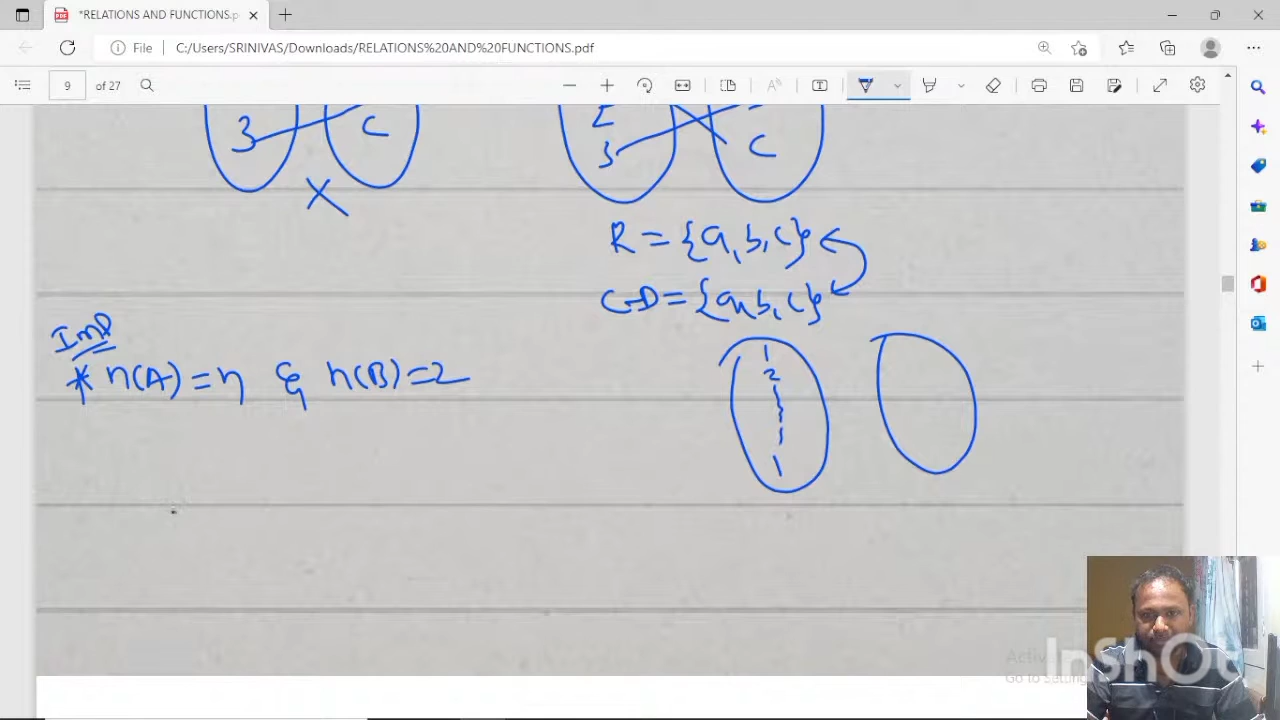 *RELATIONS AND FUNCTIONS.p
File C:/Users/SRINIVAS/Downloads/RELATIONS%20AND%20FUNCTIONS.pdf
9 of 27
3 c
3 c
R = {a, b, c}
C-D = {a, b, c}
Imp
* n(A) = n & n(B) = 2
1
2
InShOt